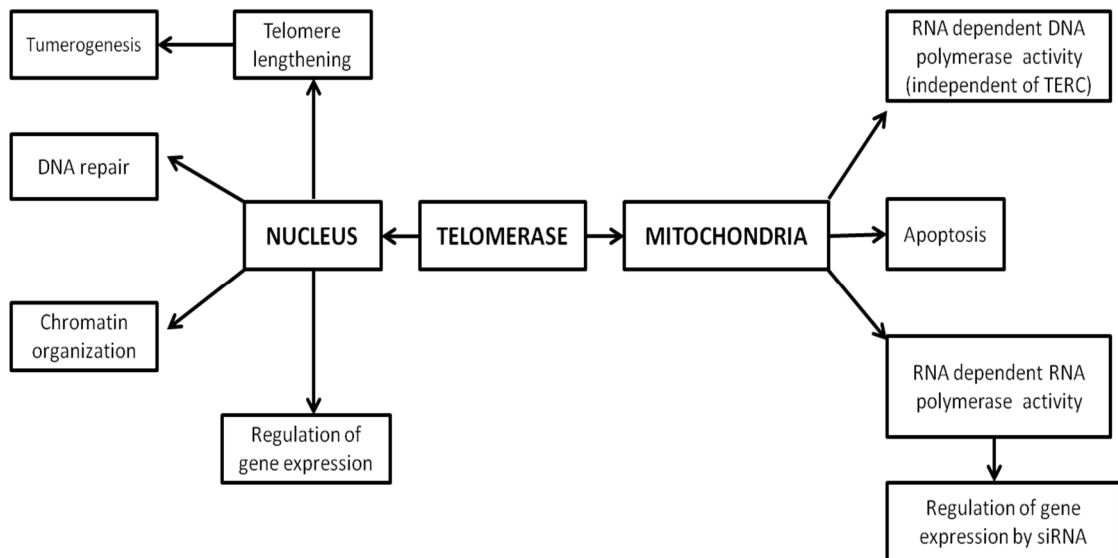 Tumerogenesis
Telomere
lengthening
RNA dependent DNA
polymerase activity
(independent of TERC)
DNA repair
NUCLEUS
TELOMERASE
MITOCHONDRIA
Apoptosis
Chromatin
organization
RNA dependent RNA
polymerase activity
Regulation of
gene expression
Regulation of gene
expression by siRNA